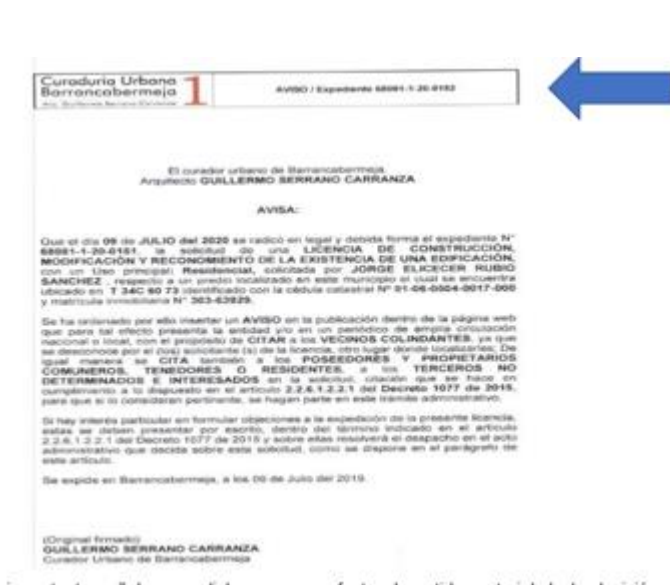 Curaduría Urbana
Barrancabermeja 1
AVISO / Expediente 68081-1-20-0152
Arq. Guillermo Serrano Carranza
El curador urbano de Barrancabermeja.
Arquitecto GUILLERMO SERRANO CARRANZA
AVISA:
Que el día 09 de JULIO del 2020 se radicó en legal y debida forma el expediente N°
68081-1-20-0151, la solicitud de una LICENCIA DE CONSTRUCCIÓN,
MODIFICACIÓN Y RECONOMIENTO DE LA EXISTENCIA DE UNA EDIFICACIÓN,
con un Uso principal: Residencial, solicitada por JORGE ELICECER RUBIO
SANCHEZ , respecto a un predio localizado en este municipio el cual se encuentra
ubicado en T 34C 60 73 identificado con la cédula catastral N° 01-06-0504-0017-000
y matrícula inmobiliaria N° 303-63829.
Se ha ordenado por ello insertar un AVISO en la publicación dentro de la página web
que para tal efecto presenta la entidad y/o en un periódico de amplia circulación
nacional o local, con el propósito de CITAR a los VECINOS COLINDANTES, ya que
se desconoce por el (los) solicitante (s) de la licencia, otro lugar donde localizarles; De
igual manera se CITA también a los POSEEDORES Y PROPIETARIOS
COMUNEROS, TENEDORES O RESIDENTES, a los TERCEROS NO
DETERMINADOS E INTERESADOS en la solicitud, citación que se hace en
cumplimiento a lo dispuesto en el artículo 2.2.6.1.2.2.1 del Decreto 1077 de 2015,
para que si lo consideran pertinente, se hagan parte en este trámite administrativo.
Si hay interés particular en formular objeciones a la expedición de la presente licencia,
estas se deben presentar por escrito, dentro del término indicado en el artículo
2.2.6.1.2.2.1 del Decreto 1077 de 2015 y sobre ellas resolverá el despacho en el acto
administrativo que decida sobre esta solicitud, como se dispone en el parágrafo de
este artículo.
Se expide en Barrancabermeja, a los 09 de Julio del 2019.
(Original firmado)
GUILLERMO SERRANO CARRANZA
Curador Urbano de Barrancabermeja